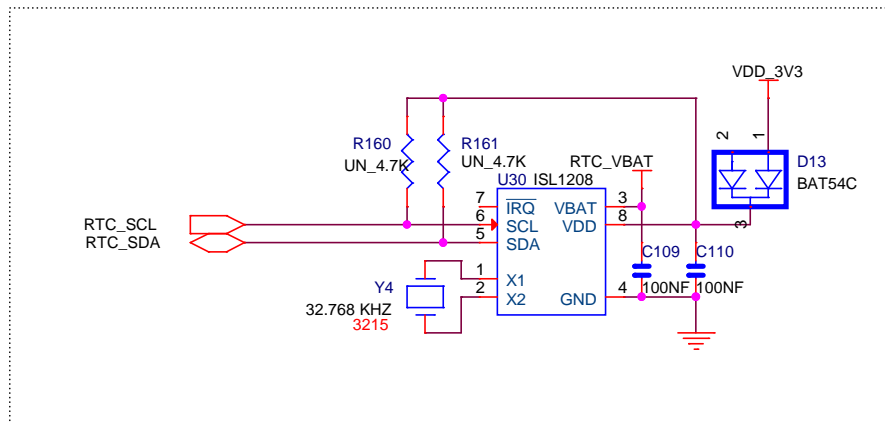 VDD_3V3
2
1
R160
R161
D13
UN_4.7K
UN_4.7K
RTC_VBAT
BAT54C
U30
ISL1208
7
IRQ
VBAT
3
RTC_SCL
6
SCL
VDD
8
3
RTC_SDA
5
SDA
C109
C110
1
X1
Y4
2
X2
GND
4
100NF
100NF
32.768 KHZ
3215